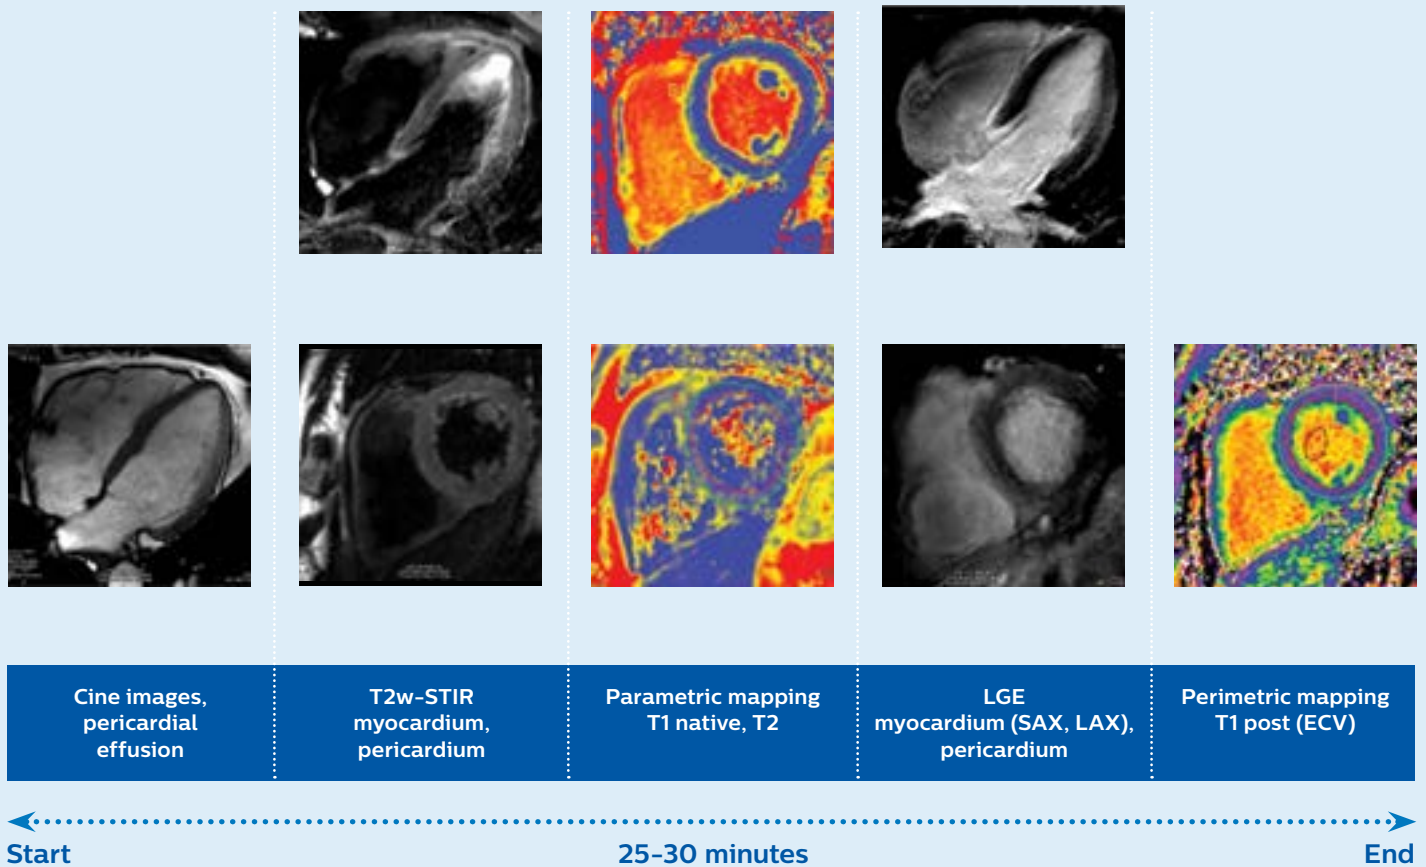 Cine images,
pericardial
effusion
T2w-STIR
myocardium,
pericardium
Parametric mapping
T1 native, T2
LGE
myocardium (SAX, LAX),
pericardium
Perimetric mapping
T1 post (ECV)
Start
25-30 minutes
End